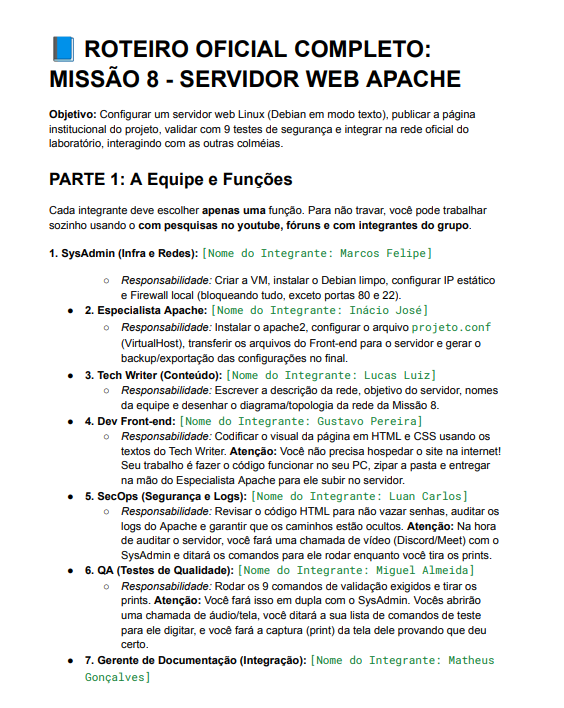 📘 ROTEIRO OFICIAL COMPLETO:
MISSÃO 8 - SERVIDOR WEB APACHE
Objetivo: Configurar um servidor web Linux (Debian em modo texto), publicar a página
institucional do projeto, validar com 9 testes de segurança e integrar na rede oficial do
laboratório, interagindo com as outras colméias.
PARTE 1: A Equipe e Funções
Cada integrante deve escolher apenas uma função. Para não travar, você pode trabalhar
sozinho usando o com pesquisas no youtube, fóruns e com integrantes do grupo.
1. SysAdmin (Infra e Redes): [Nome do Integrante: Marcos Felipe]
○ Responsabilidade: Criar a VM, instalar o Debian limpo, configurar IP estático
e Firewall local (bloqueando tudo, exceto portas 80 e 22).
● 2. Especialista Apache: [Nome do Integrante: Inácio José]
○ Responsabilidade: Instalar o apache2, configurar o arquivo projeto.conf
(VirtualHost), transferir os arquivos do Front-end para o servidor e gerar o
backup/exportação das configurações no final.
● 3. Tech Writer (Conteúdo): [Nome do Integrante: Lucas Luiz]
○ Responsabilidade: Escrever a descrição da rede, objetivo do servidor, nomes
da equipe e desenhar o diagrama/topologia da rede da Missão 8.
● 4. Dev Front-end: [Nome do Integrante: Gustavo Pereira]
○ Responsabilidade: Codificar o visual da página em HTML e CSS usando os
textos do Tech Writer. Atenção: Você não precisa hospedar o site na internet!
Seu trabalho é fazer o código funcionar no seu PC, zipar a pasta e entregar
na mão do Especialista Apache para ele subir no servidor.
● 5. SecOps (Segurança e Logs): [Nome do Integrante: Luan Carlos]
○ Responsabilidade: Revisar o código HTML para não vazar senhas, auditar os
logs do Apache e garantir que os caminhos estão ocultos. Atenção: Na hora
de auditar o servidor, você fará uma chamada de vídeo (Discord/Meet) com o
SysAdmin e ditará os comandos para ele rodar enquanto você tira os prints.
● 6. QA (Testes de Qualidade): [Nome do Integrante: Miguel Almeida]
○ Responsabilidade: Rodar os 9 comandos de validação exigidos e tirar os
prints. Atenção: Você fará isso em dupla com o SysAdmin. Vocês abrirão
uma chamada de áudio/tela, você ditará a sua lista de comandos de teste
para ele digitar, e você fará a captura (print) da tela dele provando que deu
certo.
● 7. Gerente de Documentação (Integração): [Nome do Integrante: Matheus
Gonçalves]